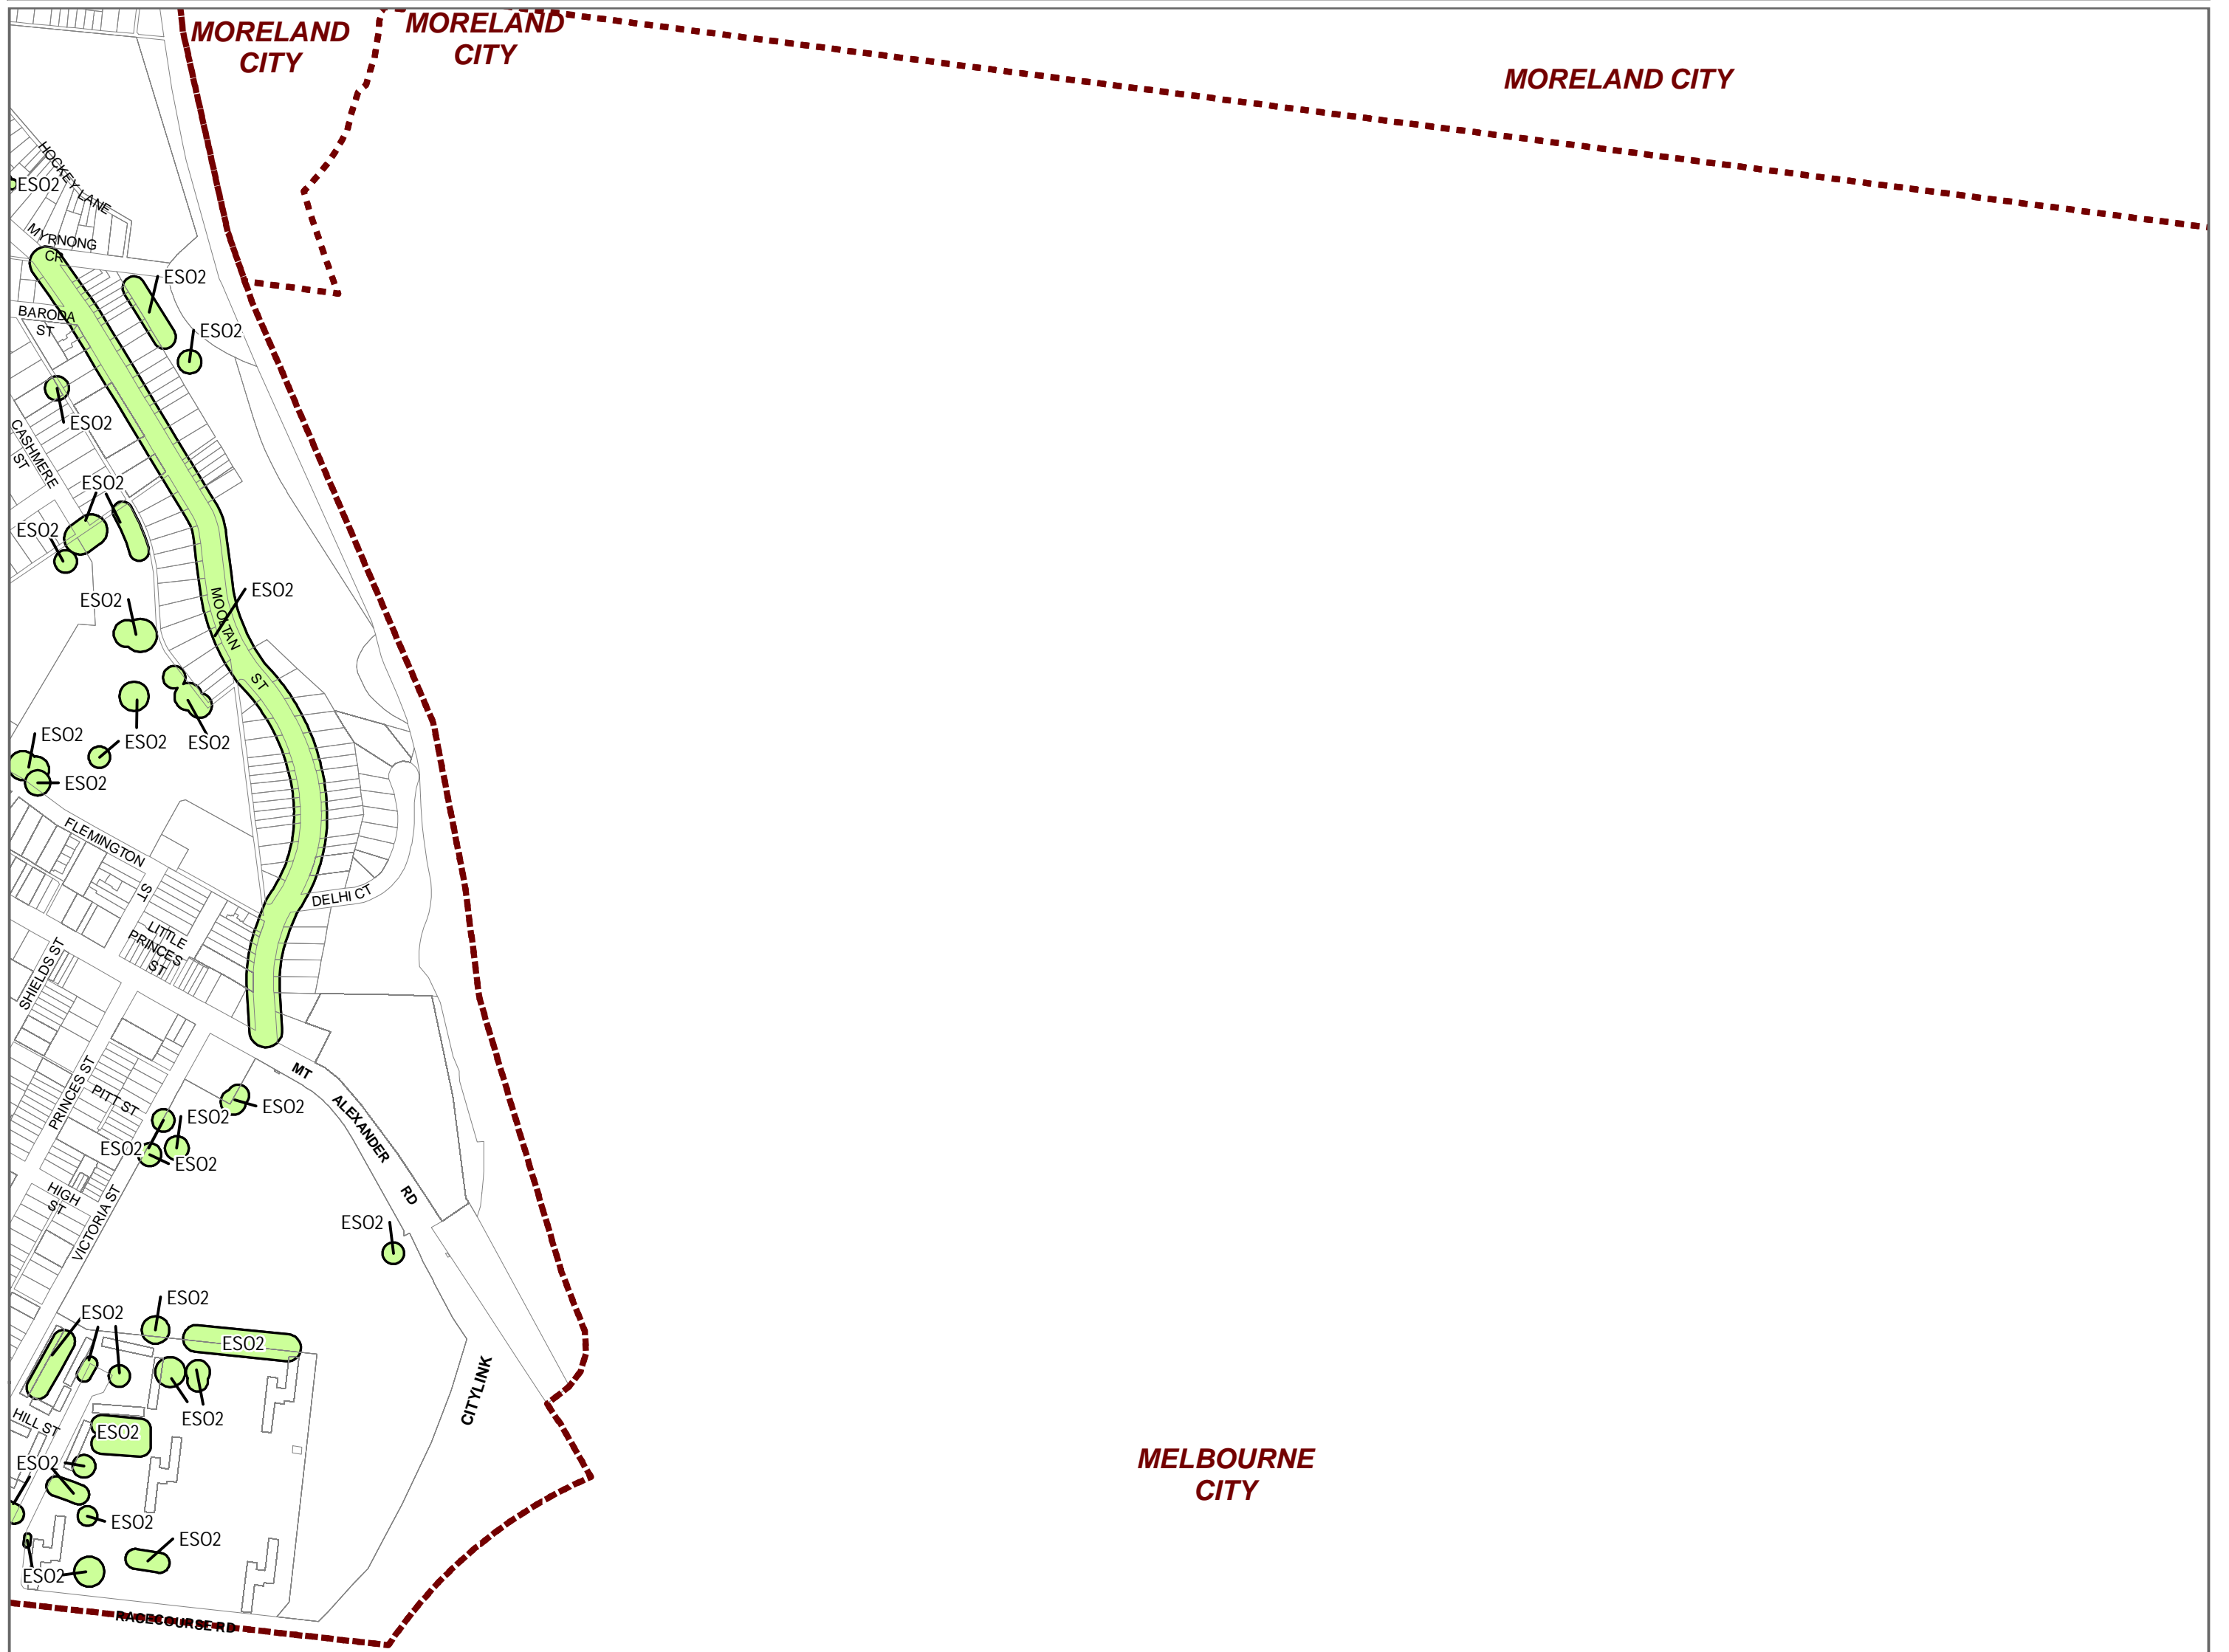 MORELAND
CITY
MORELAND
CITY
MORELAND CITY
HOCKEY LANE
ESO2
MYRNONG
CR
ESO2
BARODA
ST
ESO2
ESO2
CASHMERE
ST
ESO2
ESO2
ESO2
ESO2
MOOLTAN
ST
ESO2
ESO2
ESO2
ESO2
ESO2
FLEMINGTON
ST
DELHI CT
LITTLE
PRINCES
ST
SHIELDS ST
MT
ALEXANDER
RD
PRINCES ST
PITT ST
ESO2
ESO2
ESO2
ESO2
HIGH
ST
VICTORIA ST
ESO2
ESO2
ESO2
ESO2
CITYLINK
HILL ST
ESO2
ESO2
ESO2
MELBOURNE
CITY
ESO2
ESO2
ESO2
RACECOURSE RD